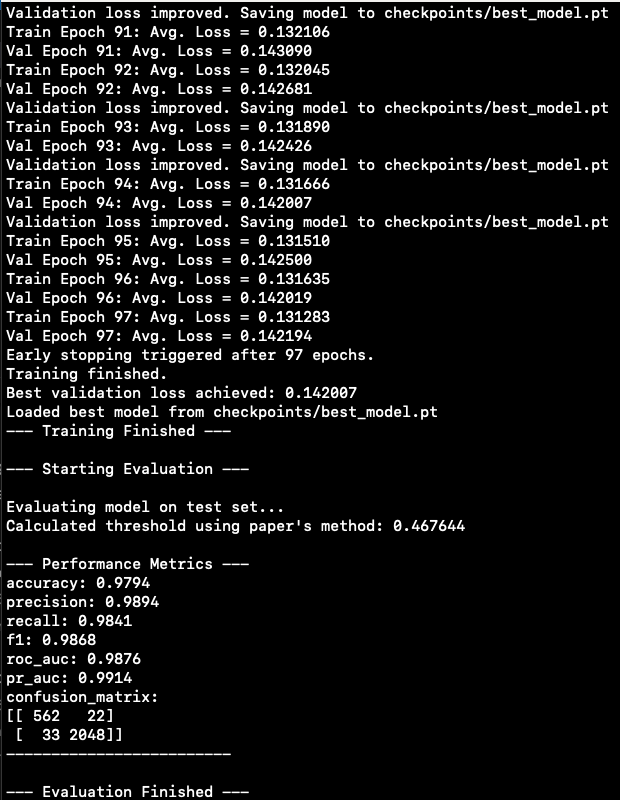 Validation loss improved. Saving model to checkpoints/best_model.pt
Train Epoch 91: Avg. Loss = 0.132106
Val Epoch 91: Avg. Loss = 0.143090
Train Epoch 92: Avg. Loss = 0.132045
Val Epoch 92: Avg. Loss = 0.142681
Validation loss improved. Saving model to checkpoints/best_model.pt
Train Epoch 93: Avg. Loss = 0.131890
Val Epoch 93: Avg. Loss = 0.142426
Validation loss improved. Saving model to checkpoints/best_model.pt
Train Epoch 94: Avg. Loss = 0.131666
Val Epoch 94: Avg. Loss = 0.142007
Validation loss improved. Saving model to checkpoints/best_model.pt
Train Epoch 95: Avg. Loss = 0.131510
Val Epoch 95: Avg. Loss = 0.142500
Train Epoch 96: Avg. Loss = 0.131635
Val Epoch 96: Avg. Loss = 0.142019
Train Epoch 97: Avg. Loss = 0.131283
Val Epoch 97: Avg. Loss = 0.142194
Early stopping triggered after 97 epochs.
Training finished.
Best validation loss achieved: 0.142007
Loaded best model from checkpoints/best_model.pt
--- Training Finished ---

--- Starting Evaluation ---

Evaluating model on test set...
Calculated threshold using paper's method: 0.467644

--- Performance Metrics ---
accuracy: 0.9794
precision: 0.9894
recall: 0.9841
f1: 0.9868
roc_auc: 0.9876
pr_auc: 0.9914
confusion_matrix:
[[ 562   22]
 [  33 2048]]
-------------------------

--- Evaluation Finished ---